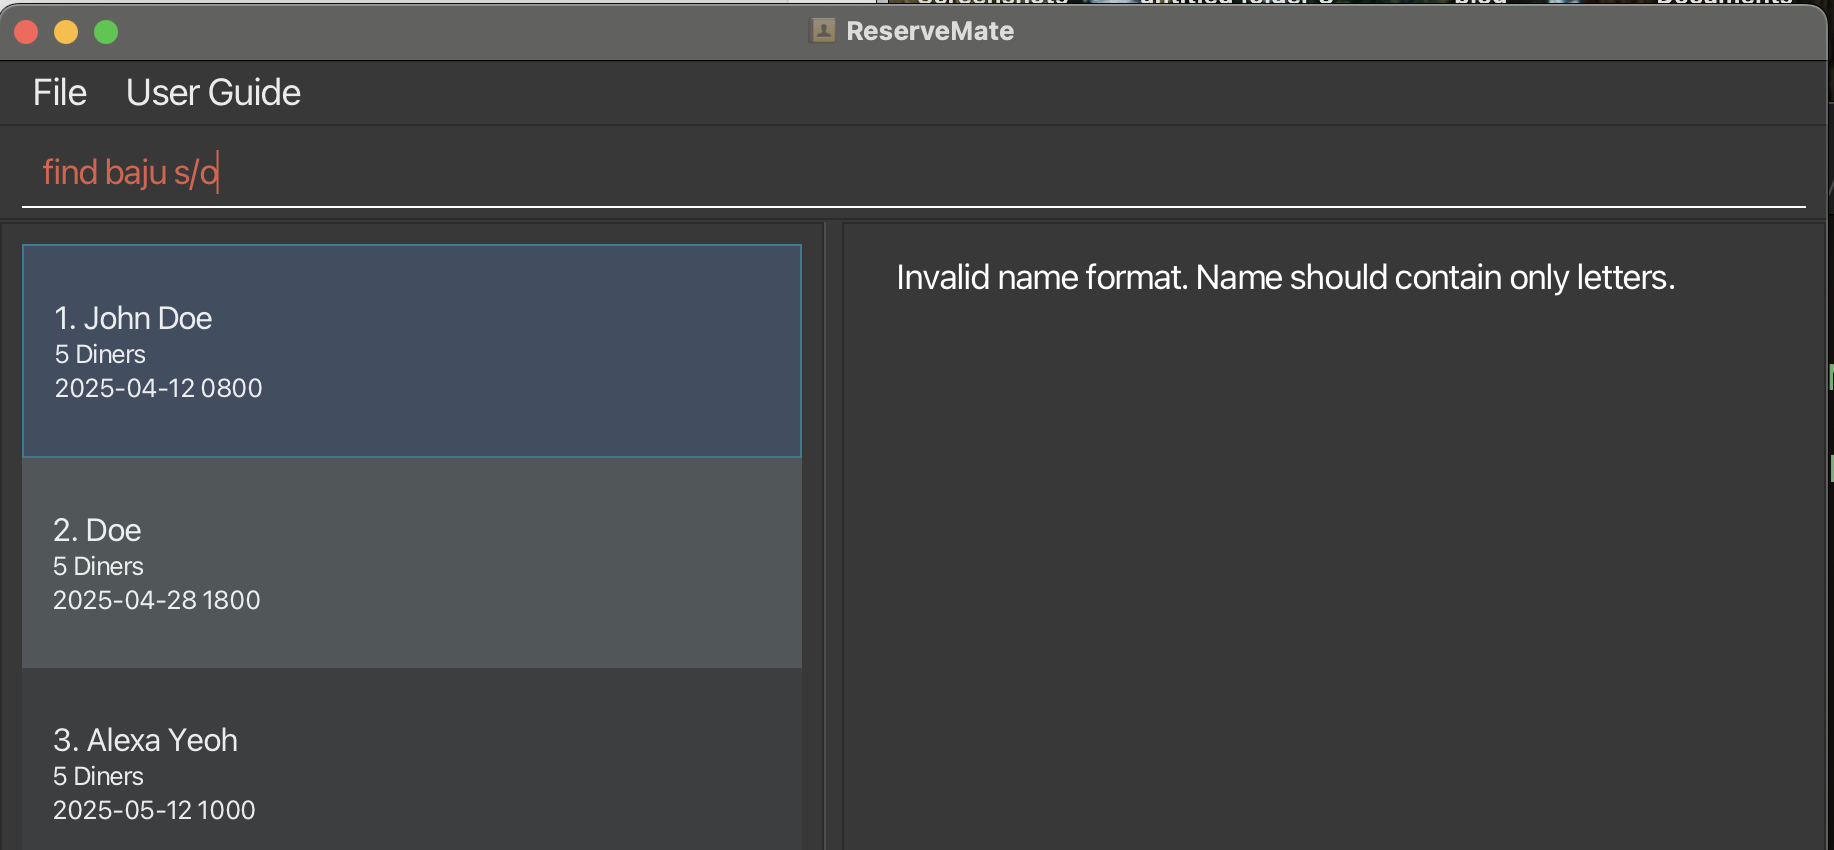 Documents
ReserveMate
File User Guide
find baju s/o
1. John Doe
5 Diners
2025-04-12 0800
2. Doe
5 Diners
2025-04-28 1800
3. Alexa Yeoh
5 Diners
2025-05-12 1000
Invalid name format. Name should contain only letters.